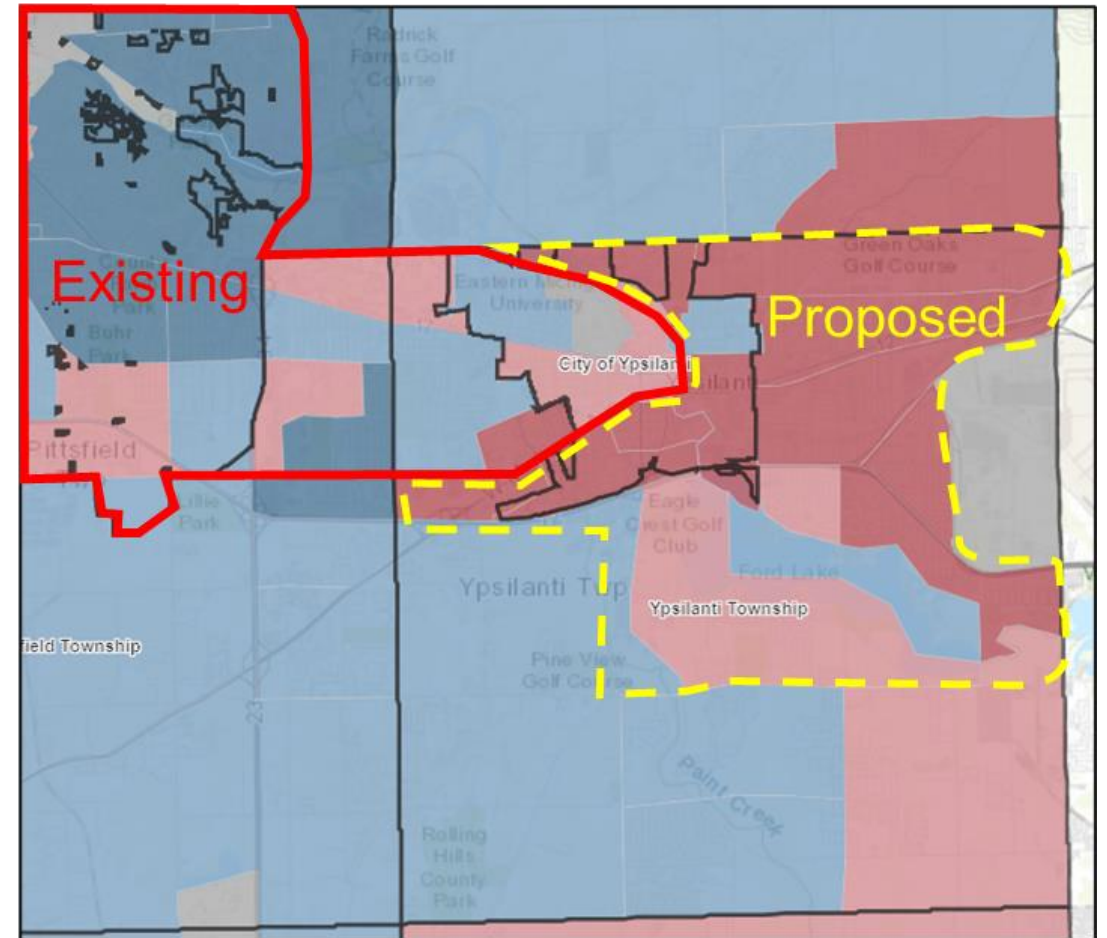 Radrick
Farms Golf
Course
Existing
Buhr
Park
Eastern Michigan
University
Green Oaks
Golf Course
Proposed
City of Ypsilanti
Pittsfield
Twp
Lillie
Park
Eagle
Crest Golf
Club
Ypsilanti Twp
Ford Lake
Ypsilanti Township
field Township
Pine View
Golf Course
23
Paint Creek
Rolling
Hills
County
Park